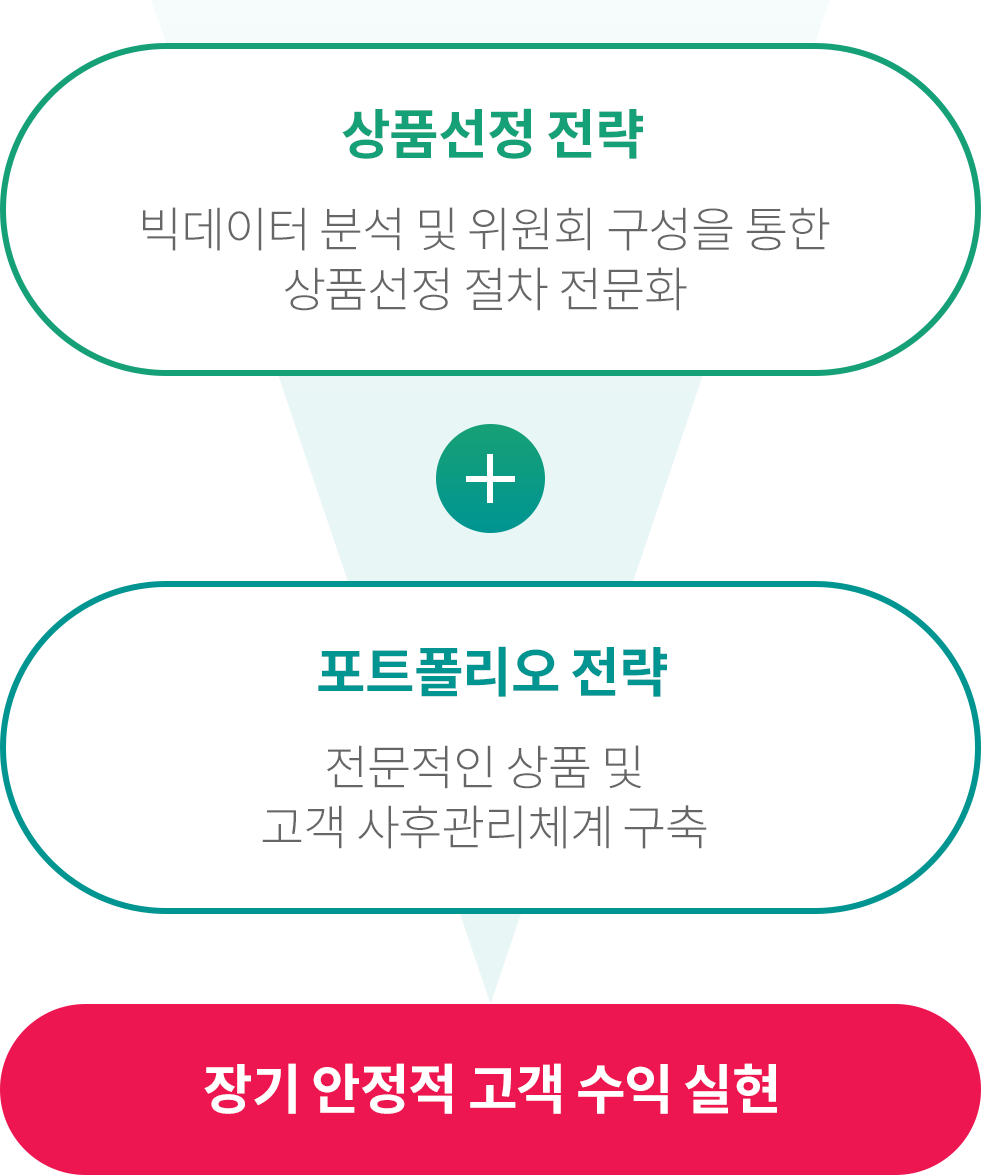 상품선정 전략
빅데이터 분석 및 위원회 구성을 통한
상품선정 절차 전문화
포트폴리오 전략
전문적인 상품 및
고객 사후관리체계 구축
장기 안정적 고객 수익 실현